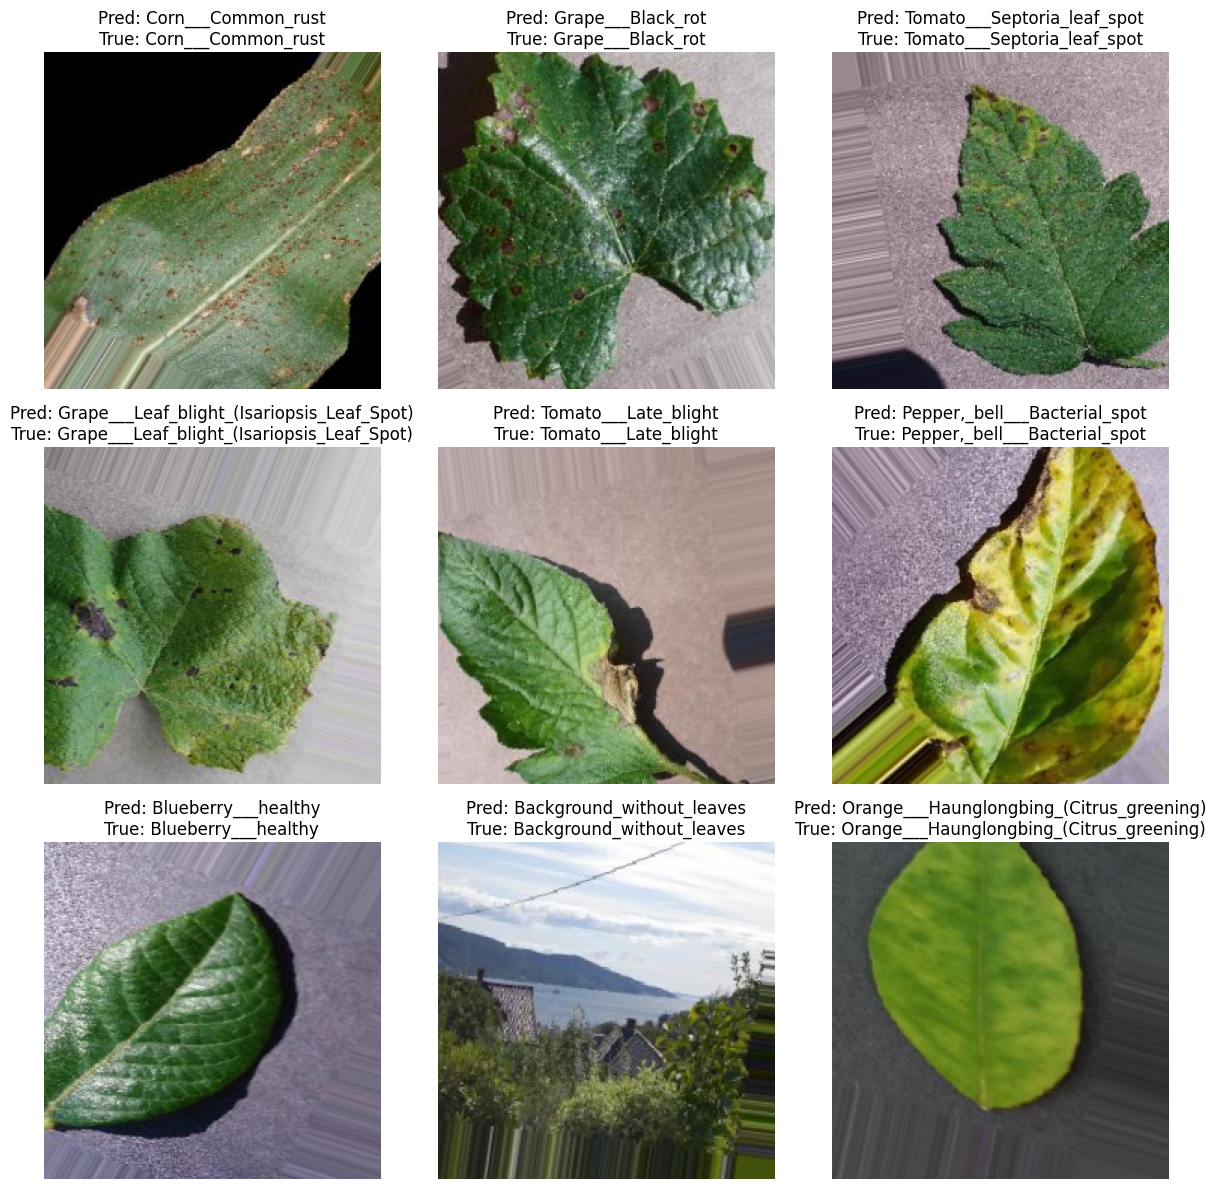 Pred: Corn___Common_rust
True: Corn___Common_rust
Pred: Grape___Black_rot
True: Grape___Black_rot
Pred: Tomato___Septoria_leaf_spot
True: Tomato___Septoria_leaf_spot
Pred: Grape___Leaf_blight_(Isariopsis_Leaf_Spot)
True: Grape___Leaf_blight_(Isariopsis_Leaf_Spot)
Pred: Tomato___Late_blight
True: Tomato___Late_blight
Pred: Pepper,_bell___Bacterial_spot
True: Pepper,_bell___Bacterial_spot
Pred: Blueberry___healthy
True: Blueberry___healthy
Pred: Background_without_leaves
True: Background_without_leaves
Pred: Orange___Haunglongbing_(Citrus_greening)
True: Orange___Haunglongbing_(Citrus_greening)